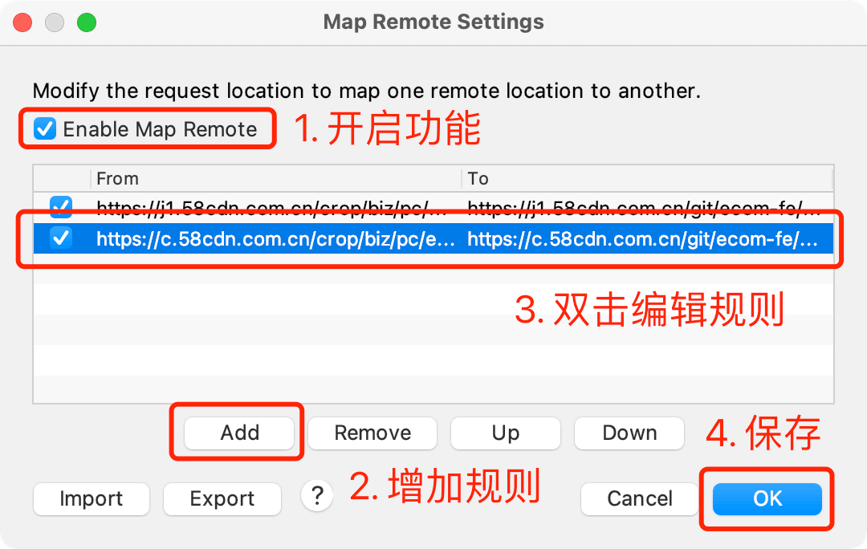 Map Remote Settings
Modify the request location to map one remote location to another.
Enable Map Remote
1. 开启功能
From To
https://j1.58cdn.com.cn/crop/biz/pc/... https://j1.58cdn.com.cn/git/ecom-fe/...
https://c.58cdn.com.cn/crop/biz/pc/e... https://c.58cdn.com.cn/git/ecom-fe/...
3. 双击编辑规则
Add Remove Up Down
4. 保存
2. 增加规则
Import Export ? Cancel OK